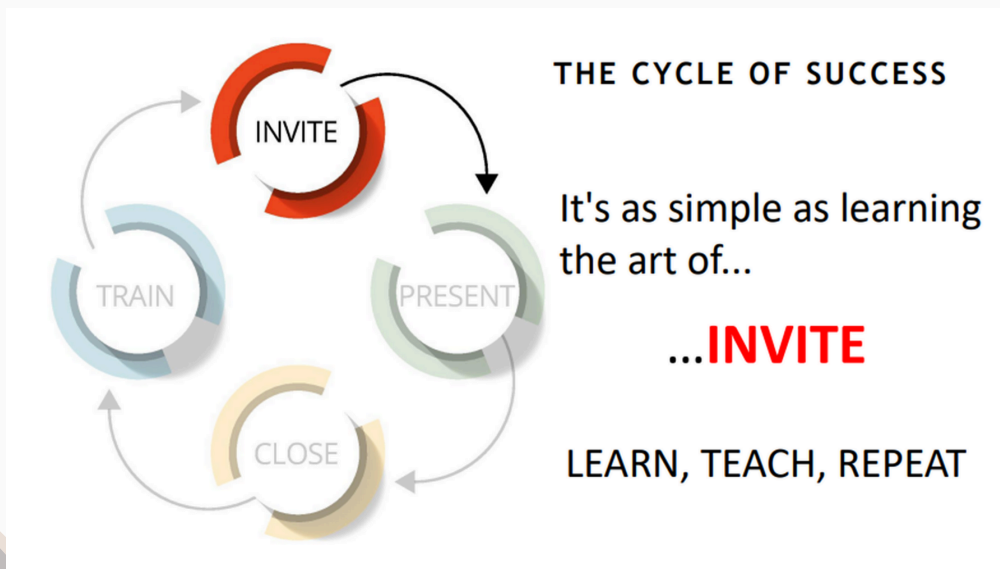 THE CYCLE OF SUCCESS
INVITE
PRESENT
CLOSE
TRAIN
It's as simple as learning
the art of...
...INVITE
LEARN, TEACH, REPEAT